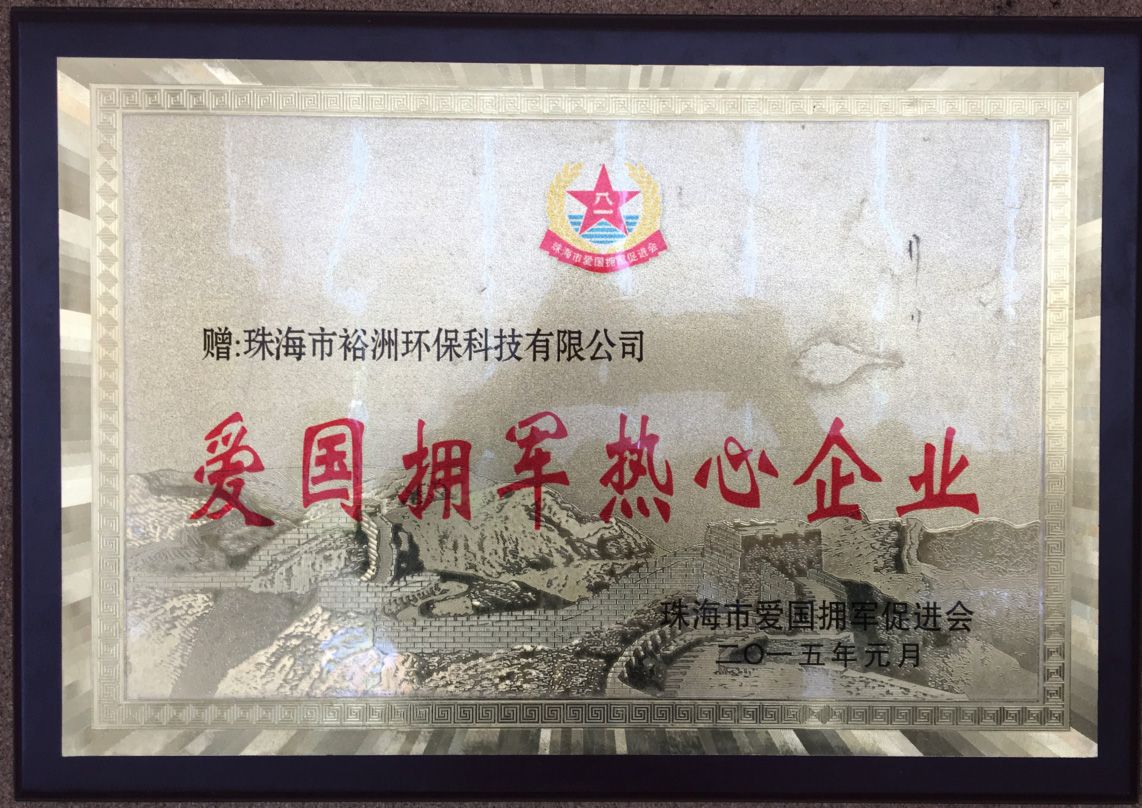 八一
珠海市爱国拥军促进会
赠:珠海市裕洲环保科技有限公司
爱国拥军热心企业
珠海市爱国拥军促进会
二〇一五年元月